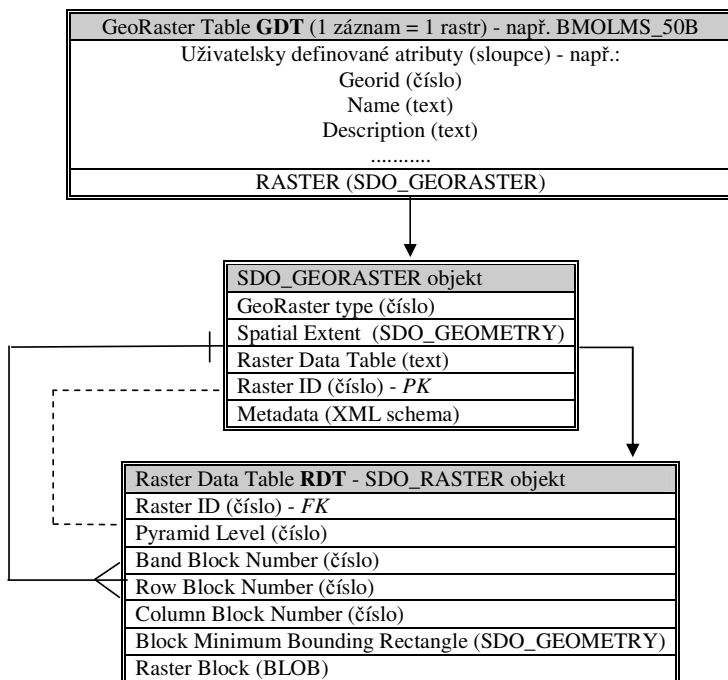 GeoRaster Table GDT (1 záznam = 1 rastr) - např. BMOLMS_50B
Uživatelsky definované atributy (sloupce) - např.:
Georid (číslo)
Name (text)
Description (text)
...........
RASTER (SDO_GEORASTER)
SDO_GEORASTER objekt
GeoRaster type (číslo)
Spatial Extent (SDO_GEOMETRY)
Raster Data Table (text)
Raster ID (číslo) - PK
Metadata (XML schema)
Raster Data Table RDT - SDO_RASTER objekt
Raster ID (číslo) - FK
Pyramid Level (číslo)
Band Block Number (číslo)
Row Block Number (číslo)
Column Block Number (číslo)
Block Minimum Bounding Rectangle (SDO_GEOMETRY)
Raster Block (BLOB)